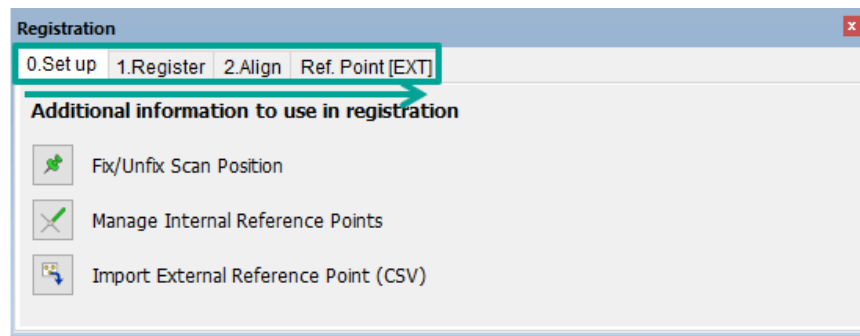 Registration
0.Set up 1.Register 2.Align Ref. Point [EXT]
Additional information to use in registration
Fix/Unfix Scan Position
Manage Internal Reference Points
Import External Reference Point (CSV)